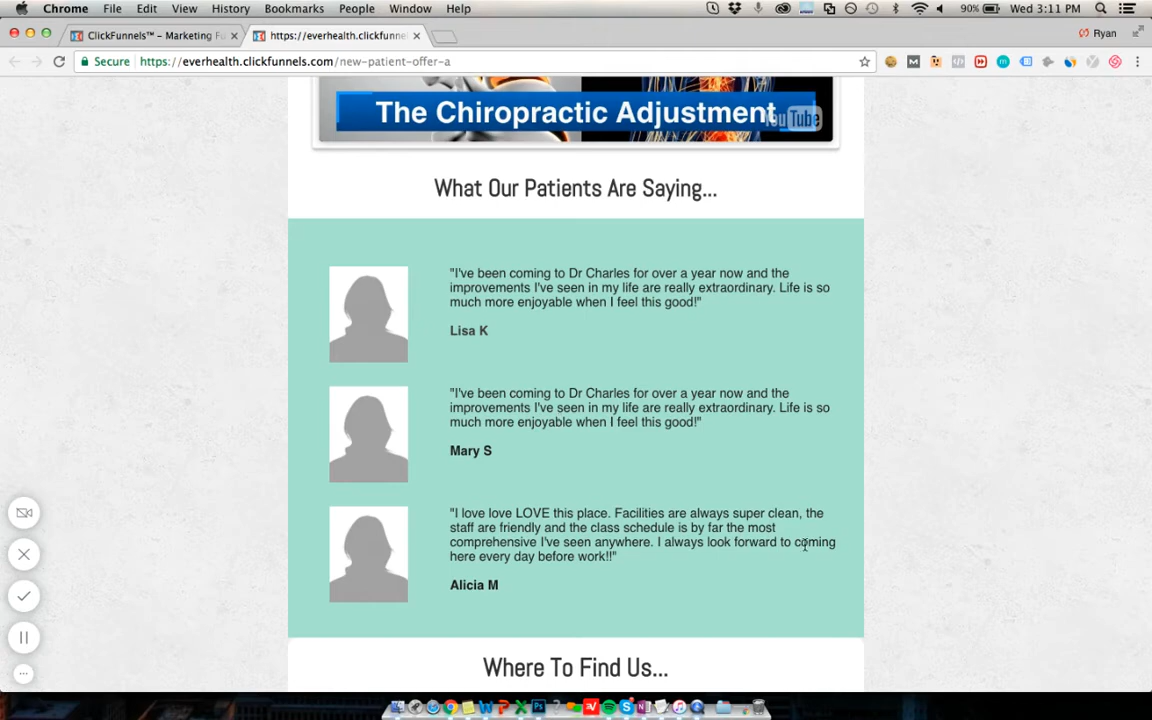 Chrome File Edit View History Bookmarks People Window Help 90% Wed 3:11 PM
ClickFunnels™ – Marketing Fu https://everhealth.clickfunne Ryan
Secure https://everhealth.clickfunnels.com/new-patient-offer-a
The Chiropractic Adjustment
YouTube
What Our Patients Are Saying...
"I've been coming to Dr Charles for over a year now and the
improvements I've seen in my life are really extraordinary. Life is so
much more enjoyable when I feel this good!"
Lisa K
"I've been coming to Dr Charles for over a year now and the
improvements I've seen in my life are really extraordinary. Life is so
much more enjoyable when I feel this good!"
Mary S
"I love love LOVE this place. Facilities are always super clean, the
staff are friendly and the class schedule is by far the most
comprehensive I've seen anywhere. I always look forward to coming
here every day before work!!"
Alicia M
Where To Find Us...